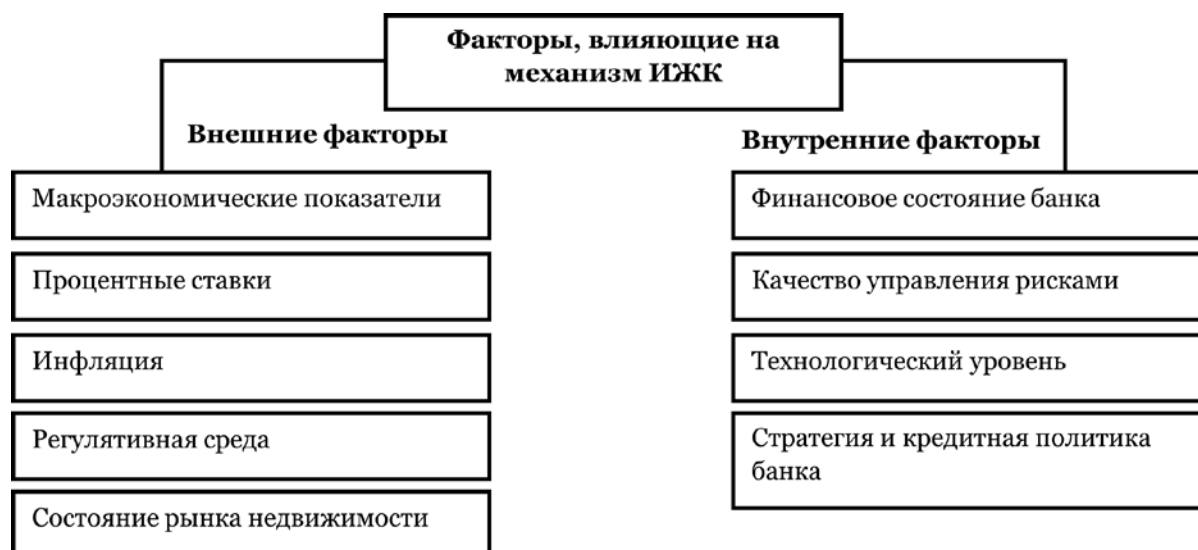 Факторы, влияющие на
механизм ИЖК
Внешние факторы
Макроэкономические показатели
Процентные ставки
Инфляция
Регулятивная среда
Состояние рынка недвижимости
Внутренние факторы
Финансовое состояние банка
Качество управления рисками
Технологический уровень
Стратегия и кредитная политика
банка